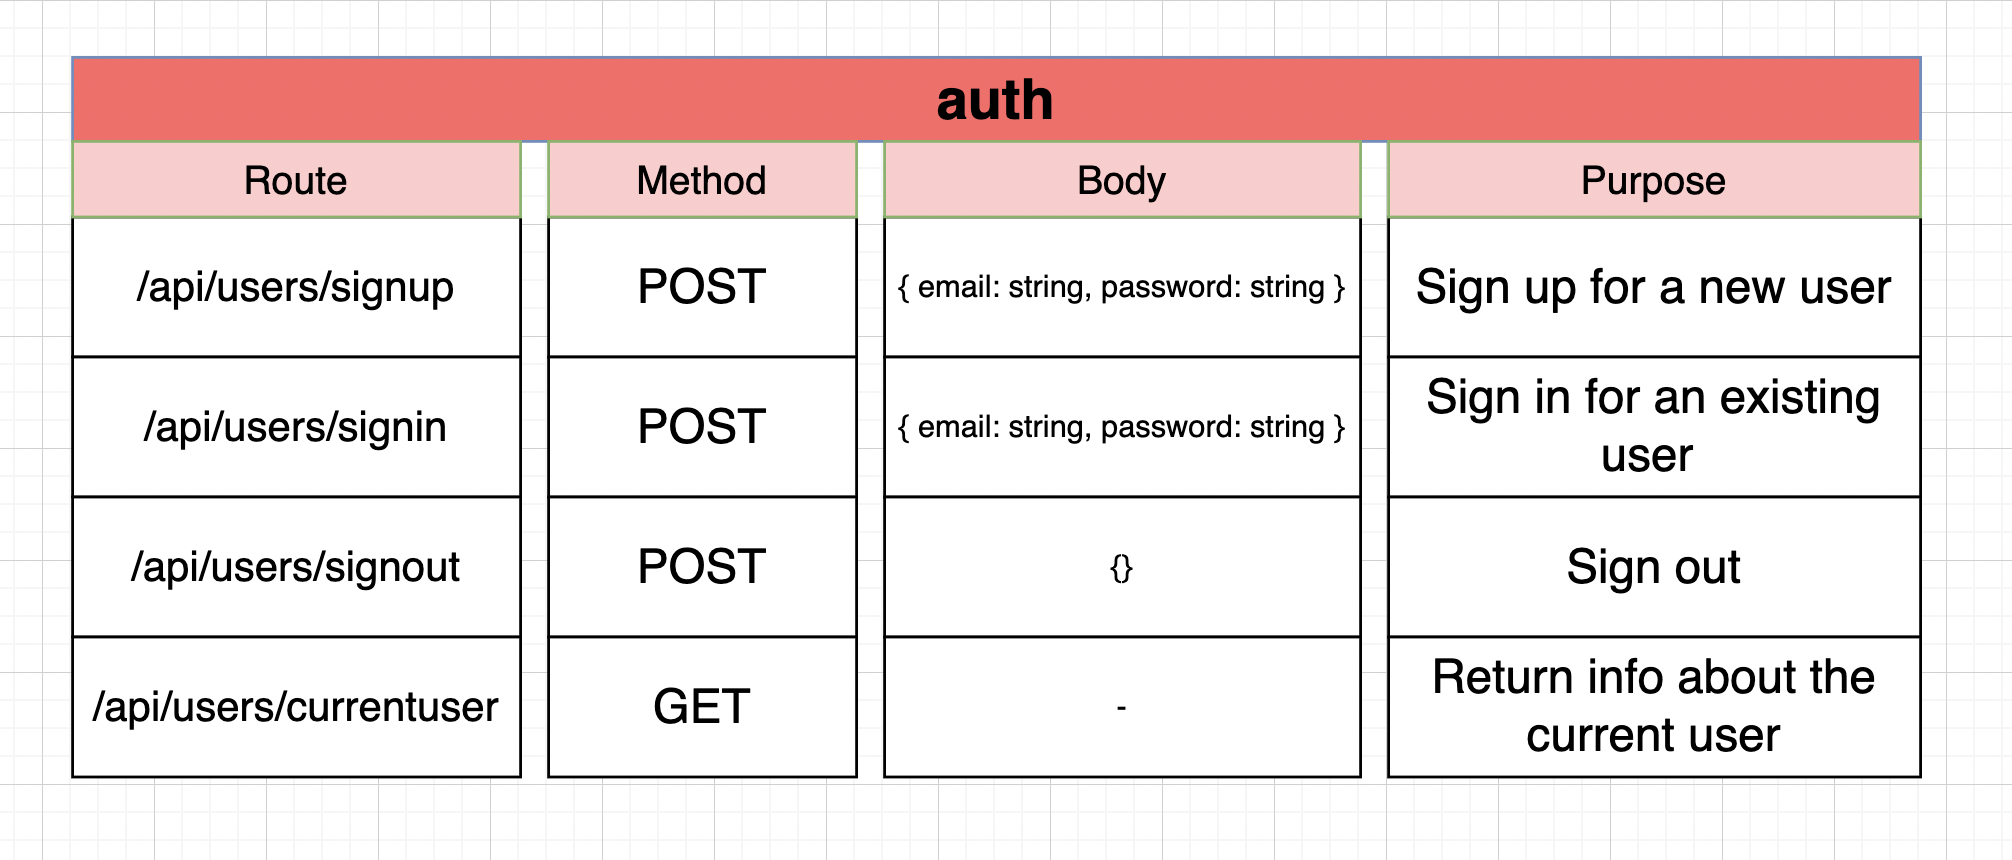 auth
Route Method Body Purpose
/api/users/signup POST { email: string, password: string } Sign up for a new user
/api/users/signin POST { email: string, password: string } Sign in for an existing
user
/api/users/signout POST {} Sign out
/api/users/currentuser GET - Return info about the
current user